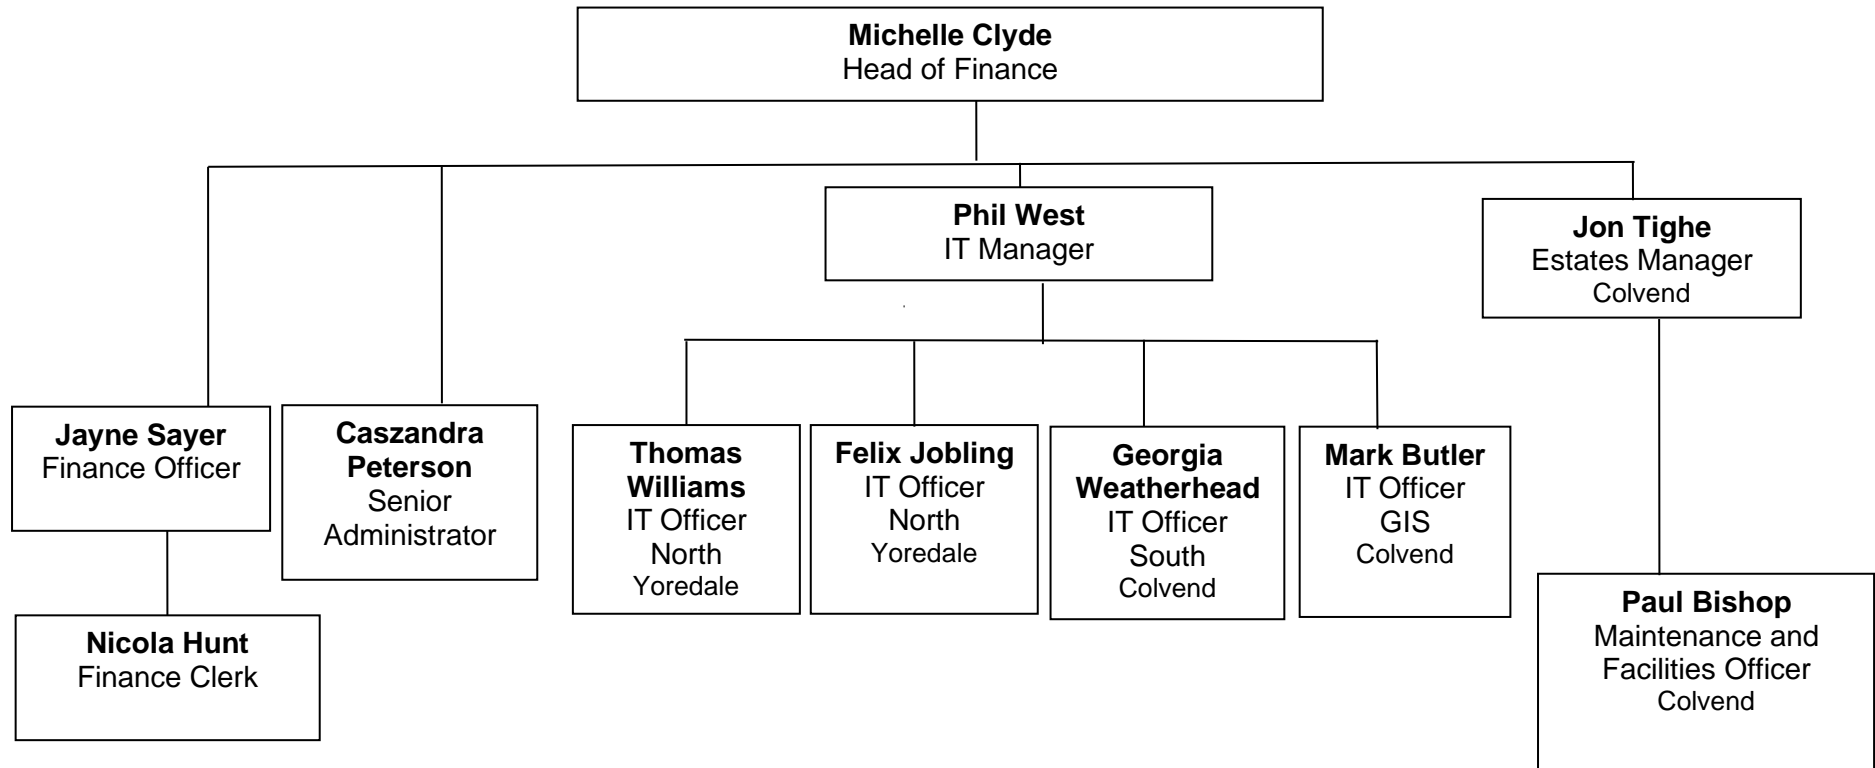 Michelle Clyde
Head of Finance
Phil West
IT Manager
Jon Tighe
Estates Manager
Colvend
Jayne Sayer
Finance Officer
Caszandra
Peterson
Senior
Administrator
Thomas
Williams
IT Officer
North
Yoredale
Felix Jobling
IT Officer
North
Yoredale
Georgia
Weatherhead
IT Officer
South
Colvend
Mark Butler
IT Officer
GIS
Colvend
Nicola Hunt
Finance Clerk
Paul Bishop
Maintenance and
Facilities Officer
Colvend